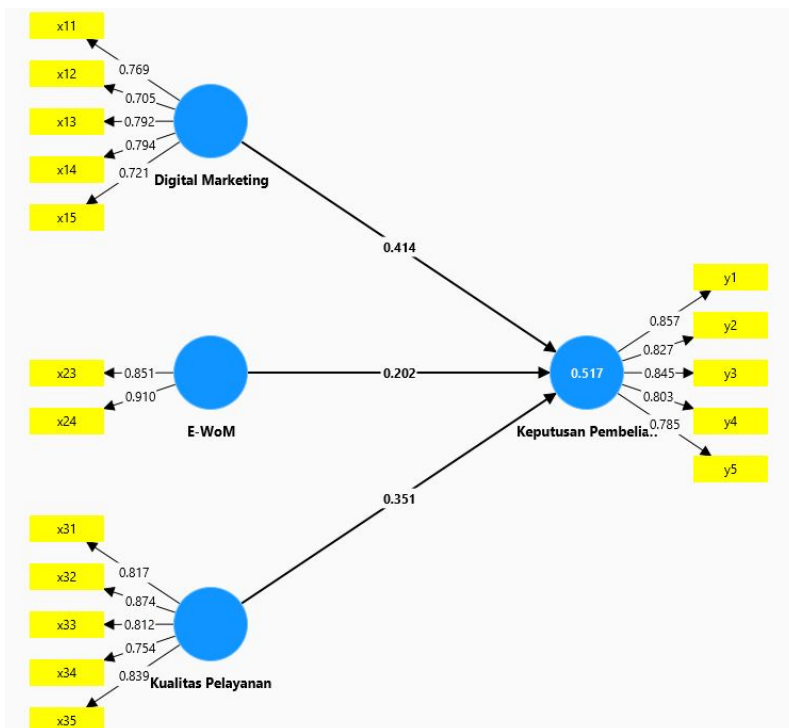 x11
0.769
x12
0.705
x13
0.792
x14
0.794
x15
0.721
Digital Marketing
0.414
x23
0.851
x24
0.910
E-WoM
0.202
x31
0.817
x32
0.874
x33
0.812
x34
0.754
x35
0.839
Kualitas Pelayanan
0.351
0.517
Keputusan Pembelia..
y1
0.857
y2
0.827
y3
0.845
y4
0.803
y5
0.785